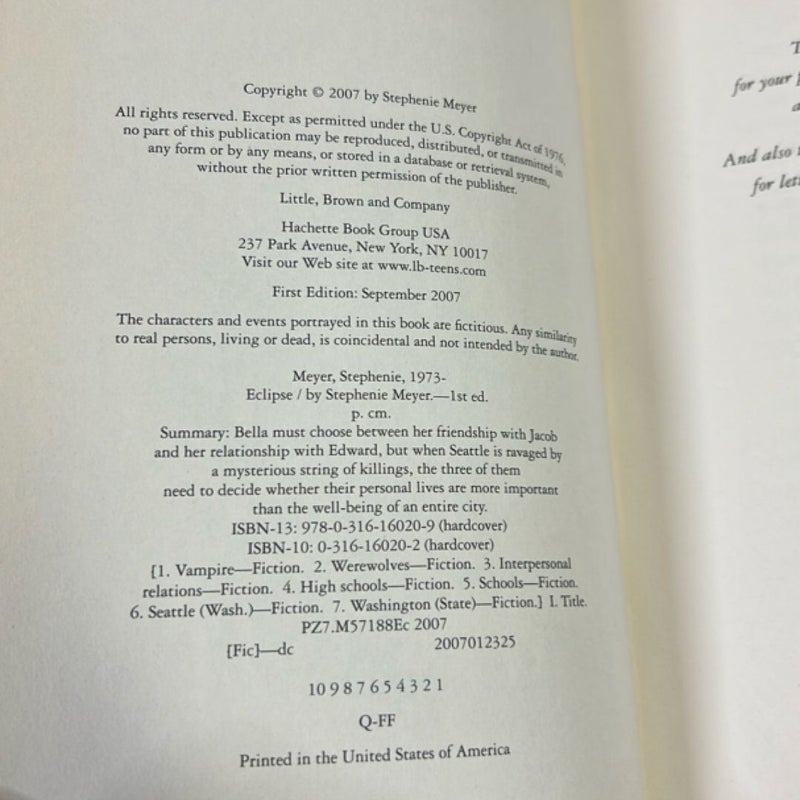 Copyright © 2007 by Stephenie Meyer
All rights reserved. Except as permitted under the U.S. Copyright Act of 1976,
no part of this publication may be reproduced, distributed, or transmitted in
any form or by any means, or stored in a database or retrieval system,
without the prior written permission of the publisher.
Little, Brown and Company
Hachette Book Group USA
237 Park Avenue, New York, NY 10017
Visit our Web site at www.lb-teens.com
First Edition: September 2007
The characters and events portrayed in this book are fictitious. Any similarity
to real persons, living or dead, is coincidental and not intended by the author.
Meyer, Stephenie, 1973-
Eclipse / by Stephenie Meyer.—1st ed.
p. cm.
Summary: Bella must choose between her friendship with Jacob
and her relationship with Edward, but when Seattle is ravaged by
a mysterious string of killings, the three of them
need to decide whether their personal lives are more important
than the well-being of an entire city.
ISBN-13: 978-0-316-16020-9 (hardcover)
ISBN-10: 0-316-16020-2 (hardcover)
[1. Vampire—Fiction. 2. Werewolves—Fiction. 3. Interpersonal
relations—Fiction. 4. High schools—Fiction. 5. Schools—Fiction.
6. Seattle (Wash.)—Fiction. 7. Washington (State)—Fiction.] I. Title.
PZ7.M57188Ec 2007
[Fic]—dc 2007012325
10 9 8 7 6 5 4 3 2 1
Q-FF
Printed in the United States of America
for your
And also
for